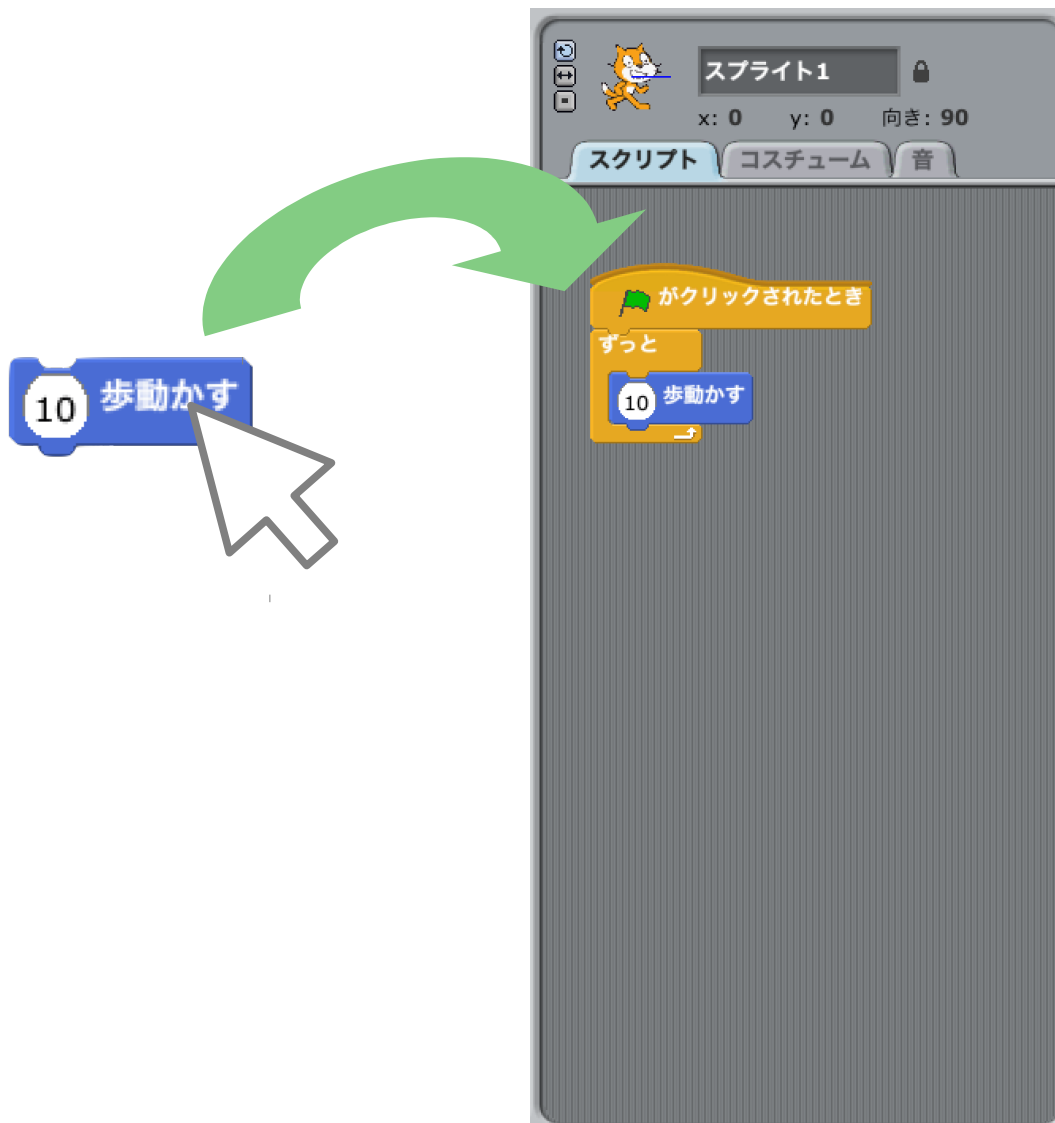 スプライト1
x: 0 y: 0 向き: 90
スクリプト コスチューム 音
がクリックされたとき
ずっと
10 歩動かす
10 歩動かす